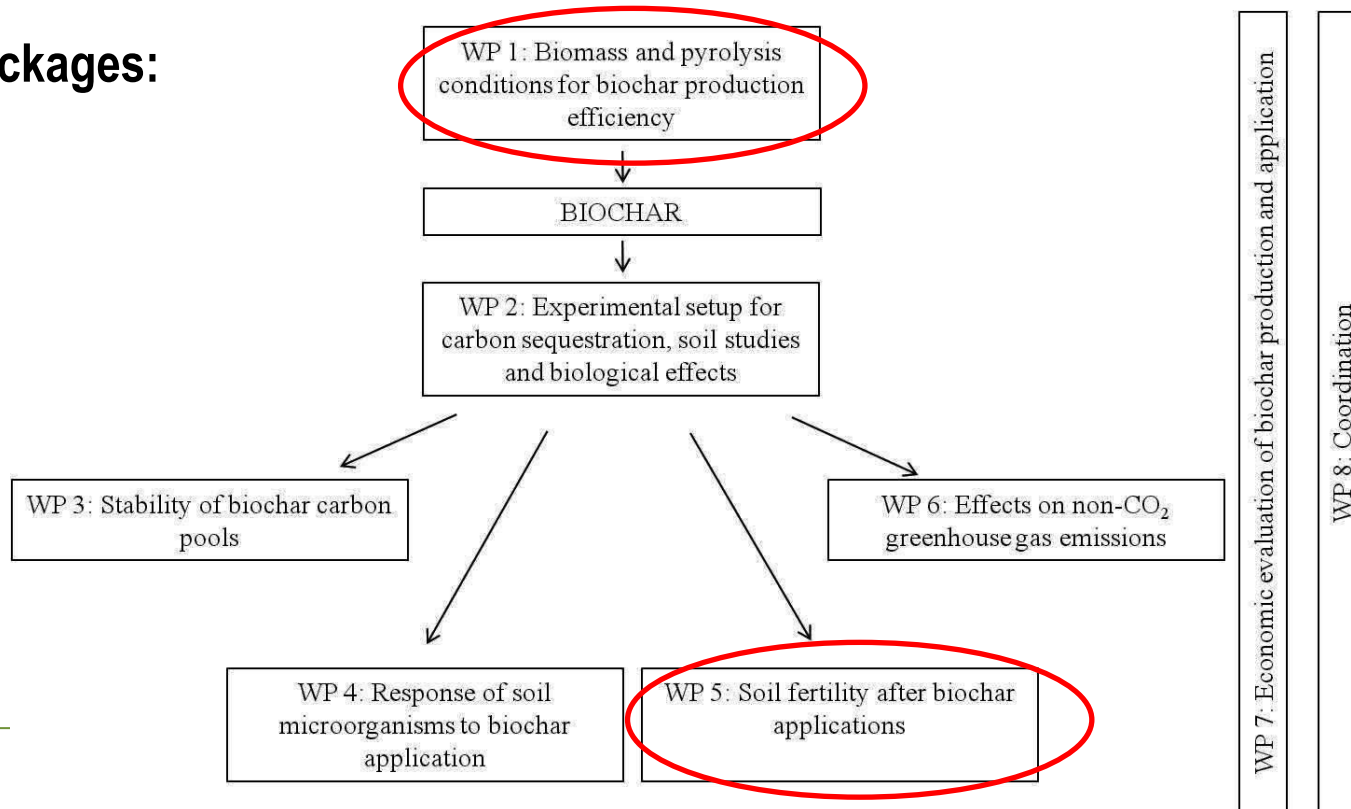 ckages:
WP 1: Biomass and pyrolysis
conditions for biochar production
efficiency
BIOCHAR
WP 2: Experimental setup for
carbon sequestration, soil studies
and biological effects
WP 3: Stability of biochar carbon
pools
WP 6: Effects on non-CO₂
greenhouse gas emissions
WP 4: Response of soil
microorganisms to biochar
application
WP 5: Soil fertility after biochar
applications
WP 7: Economic evaluation of biochar production and application
WP 8: Coordination